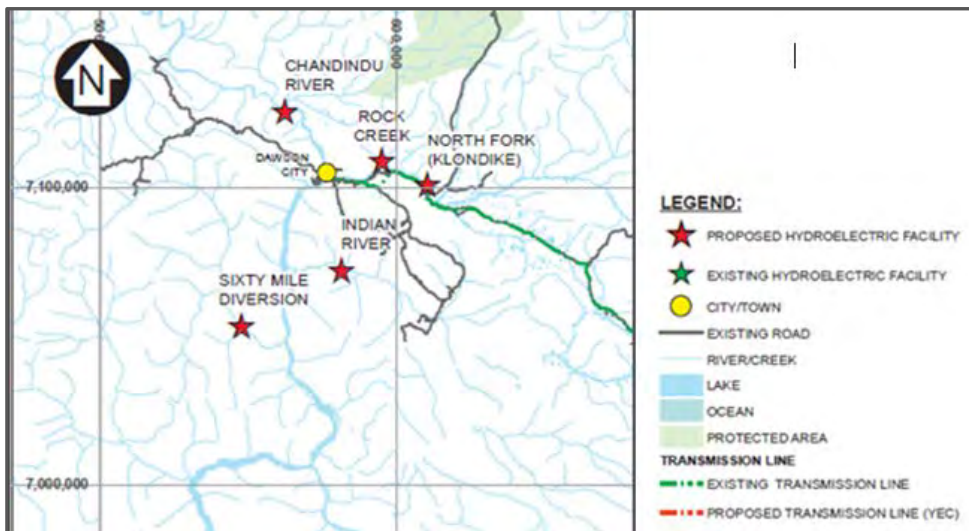 N
CHANDINDU
RIVER
ROCK
CREEK
NORTH FORK
(KLONDIKE)
DAWSON
CITY
7,100,000
INDIAN
RIVER
SIXTY MILE
DIVERSION
7,000,000
LEGEND:
PROPOSED HYDROELECTRIC FACILITY
EXISTING HYDROELECTRIC FACILITY
CITY/TOWN
EXISTING ROAD
RIVER/CREEK
LAKE
OCEAN
PROTECTED AREA
TRANSMISSION LINE
EXISTING TRANSMISSION LINE
PROPOSED TRANSMISSION LINE (YEC)